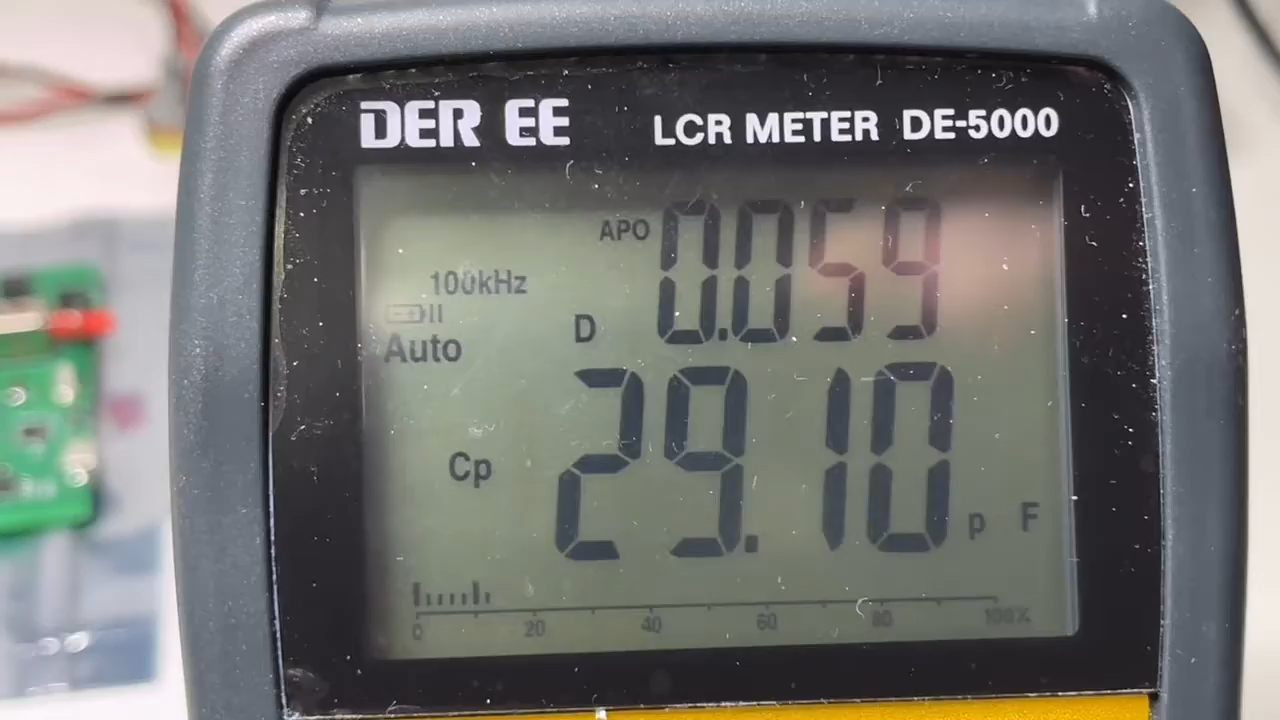 DER EE LCR METER DE-5000
APO 0.059
100kHz
D
Auto
Cp 29.10 p F
0 20 40 60 80 100%